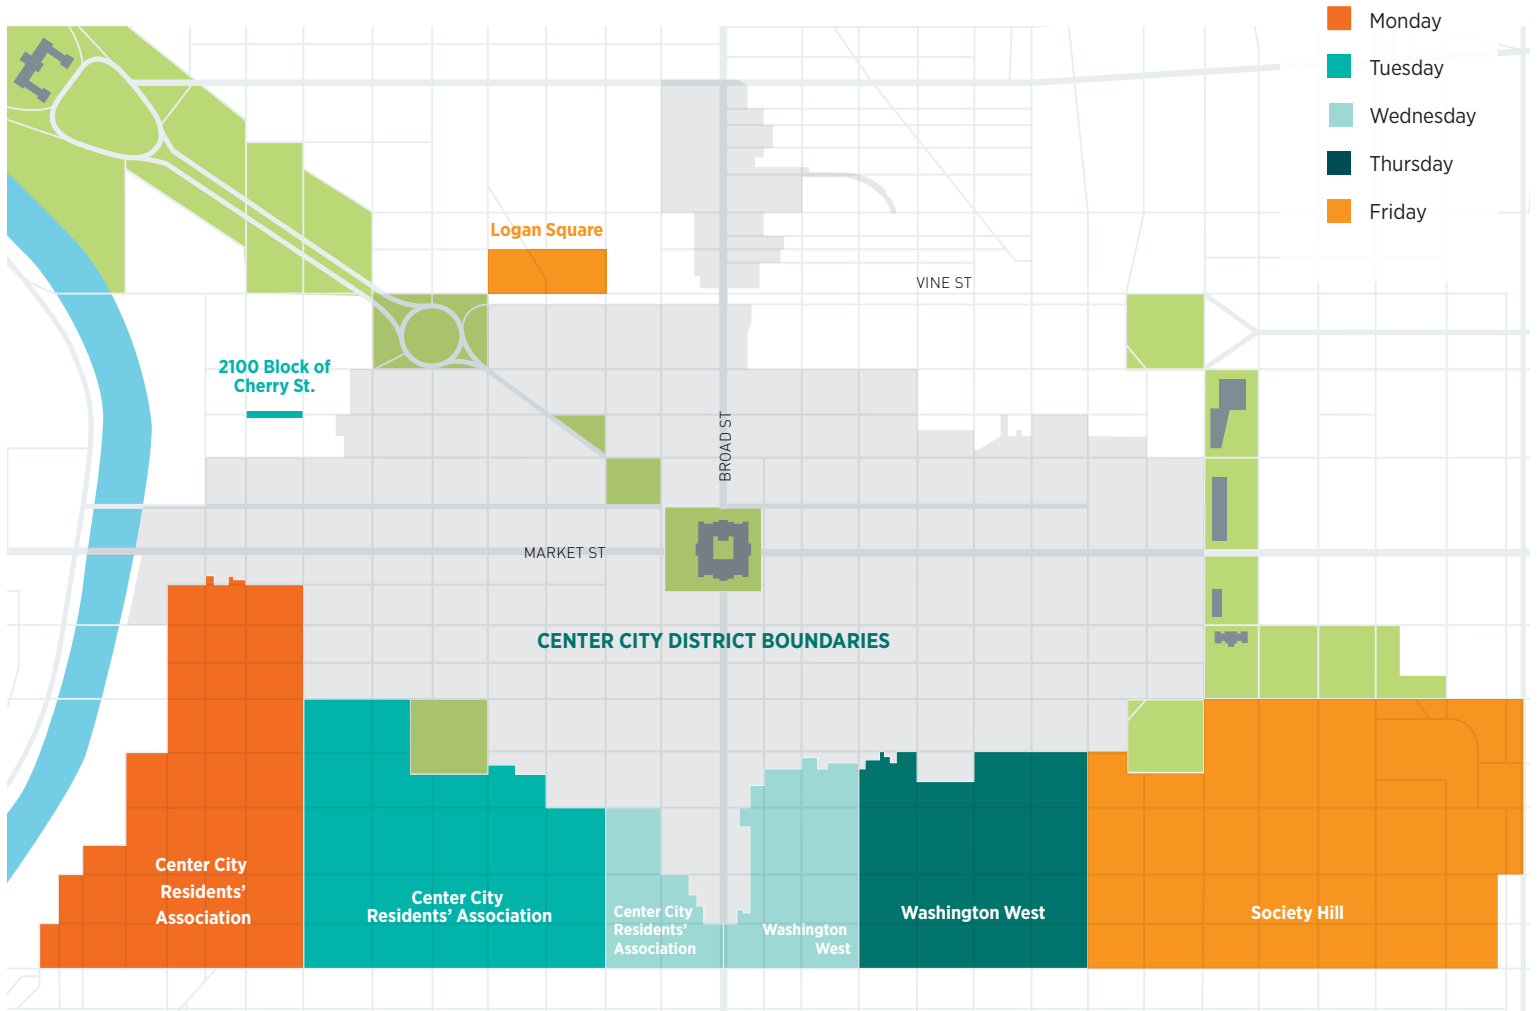 Monday
Tuesday
Wednesday
Thursday
Friday
Logan Square
VINE ST
2100 Block of
Cherry St.
BROAD ST
MARKET ST
CENTER CITY DISTRICT BOUNDARIES
Center City
Residents’
Association
Center City
Residents’ Association
Center City
Residents’
Association
Washington
West
Washington West
Society Hill